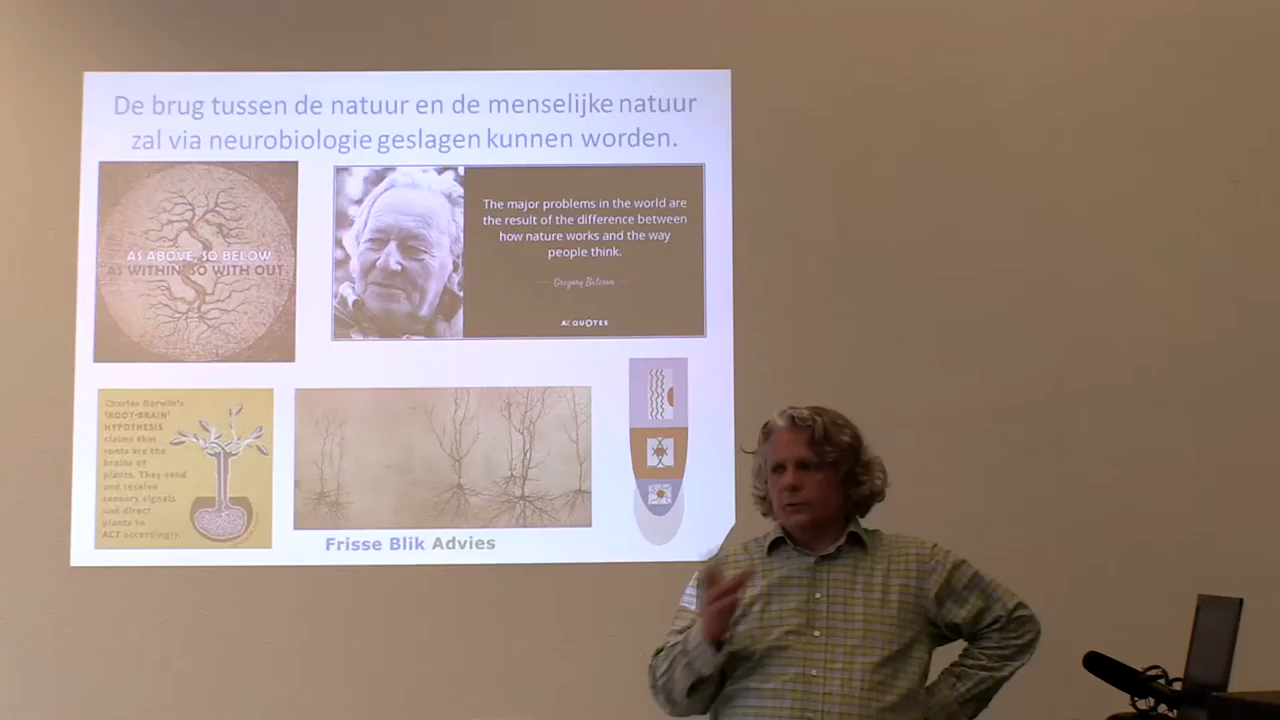 De brug tussen de natuur en de menselijke natuur
zal via neurobiologie geslagen kunnen worden.
AS ABOVE, SO BELOW
AS WITHIN, SO WITH OUT
The major problems in the world are
the result of the difference between
how nature works and the way
people think.
Gregory Bateson
AZ QUOTES
Charles Darwin's
'ROOT-BRAIN'
HYPOTHESIS
claims that
roots are the
brains of
plants. They send
and receive
sensory signals
and direct
plants to
ACT accordingly.
Frisse Blik Advies